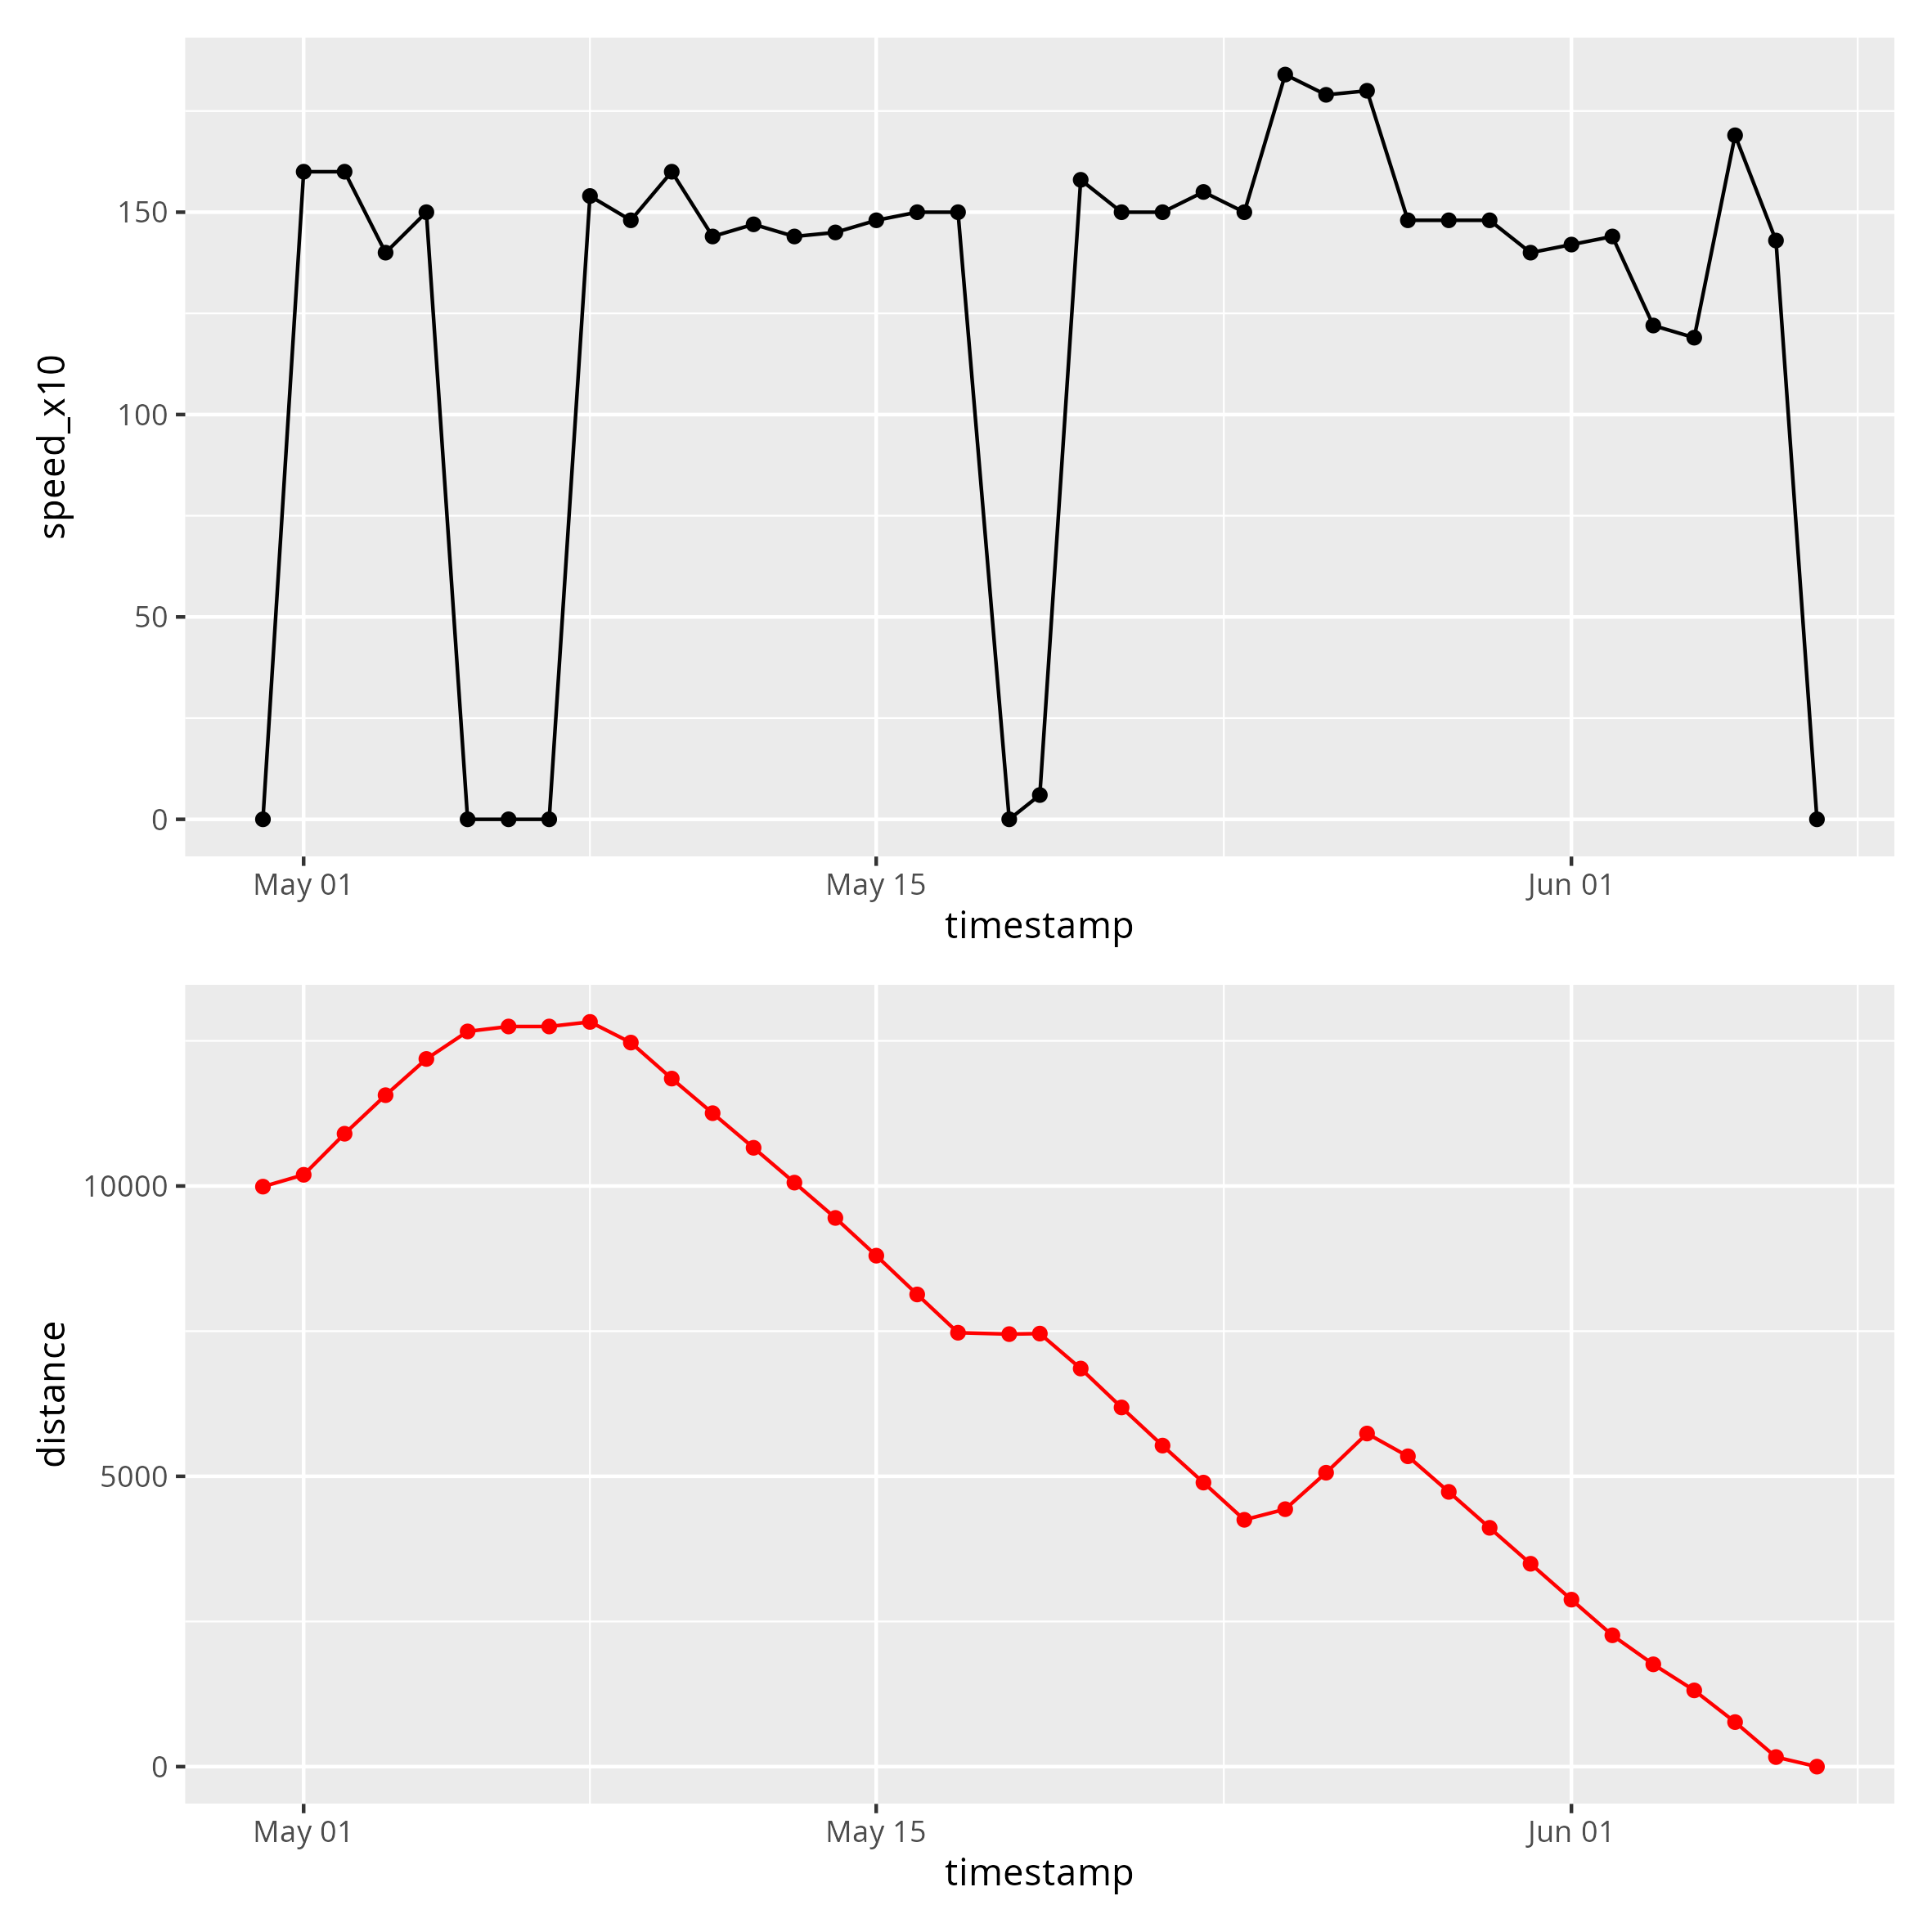 speed_x10
150
100
50
0
May 01 May 15 Jun 01
timestamp
distance
10000
5000
0
May 01 May 15 Jun 01
timestamp